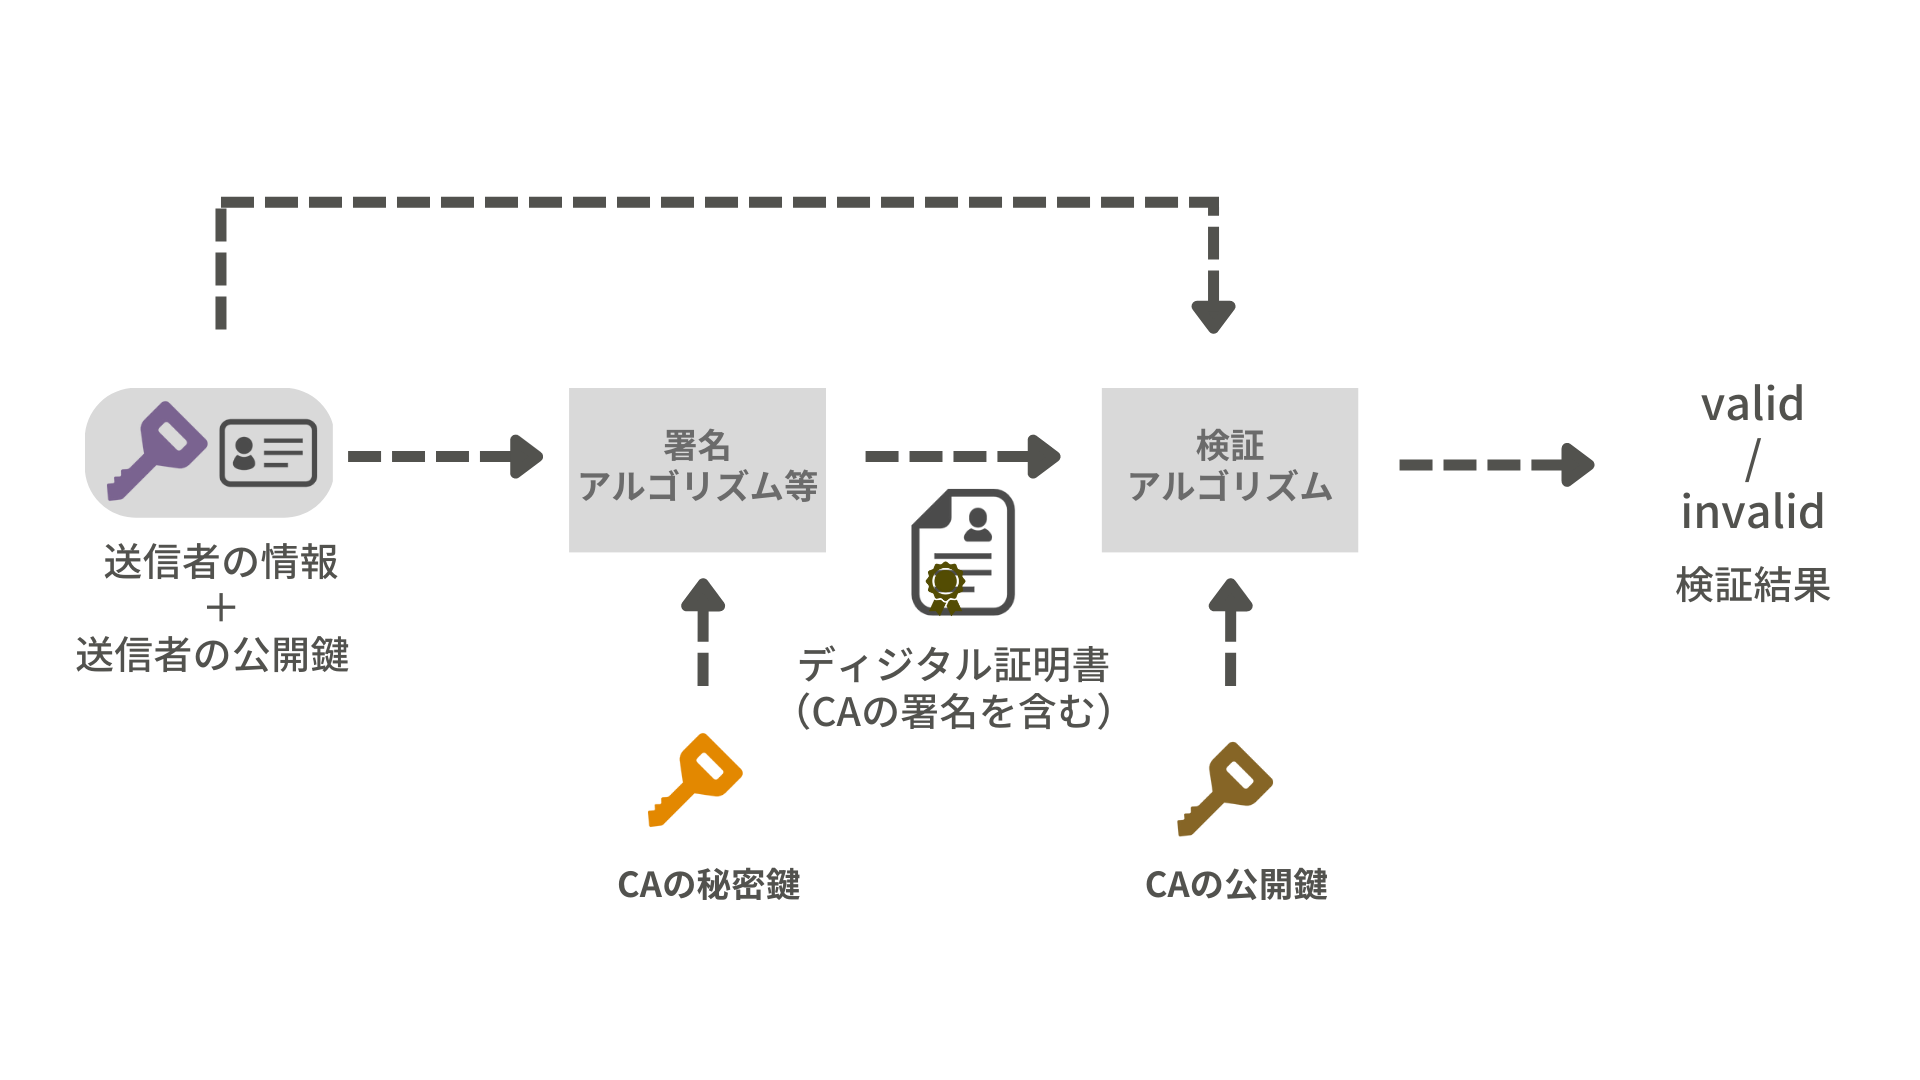 送信者の情報
＋
送信者の公開鍵
署名
アルゴリズム等
CAの秘密鍵
ディジタル証明書
（CAの署名を含む）
検証
アルゴリズム
CAの公開鍵
valid
/
invalid
検証結果